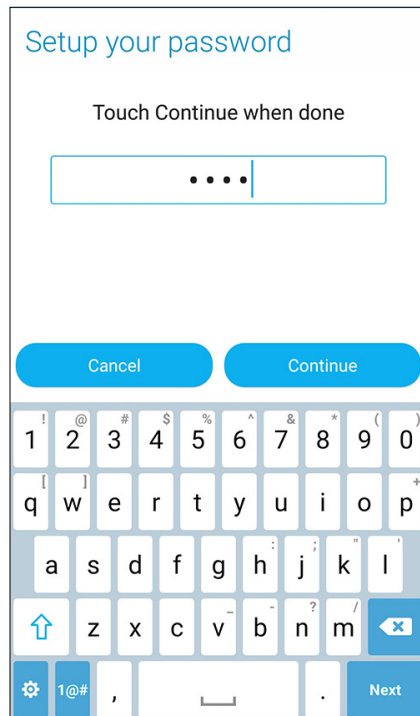 Setup your password
Touch Continue when done
••••
Cancel Continue
! @ # $ % ^ & * ( )
1 2 3 4 5 6 7 8 9 0
[ ] +
q w e r t y u i o p
: ; " '
a s d f g h j k l
_ - ? /
z x c v b n m
1@# , . Next